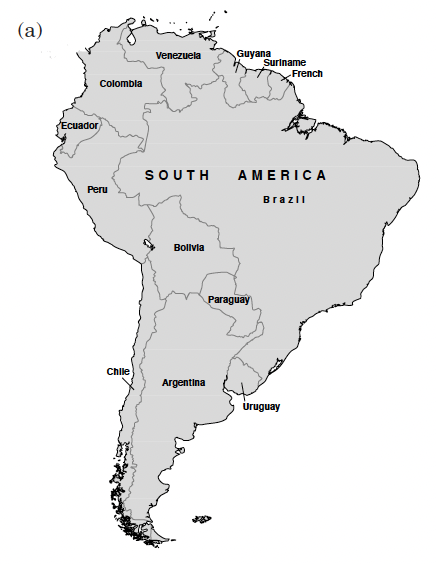 (a)
Venezuela
Guyana
Suriname
French
Colombia
Ecuador
SOUTH AMERICA
Peru
Brazil
Bolivia
Paraguay
Chile
Argentina
Uruguay